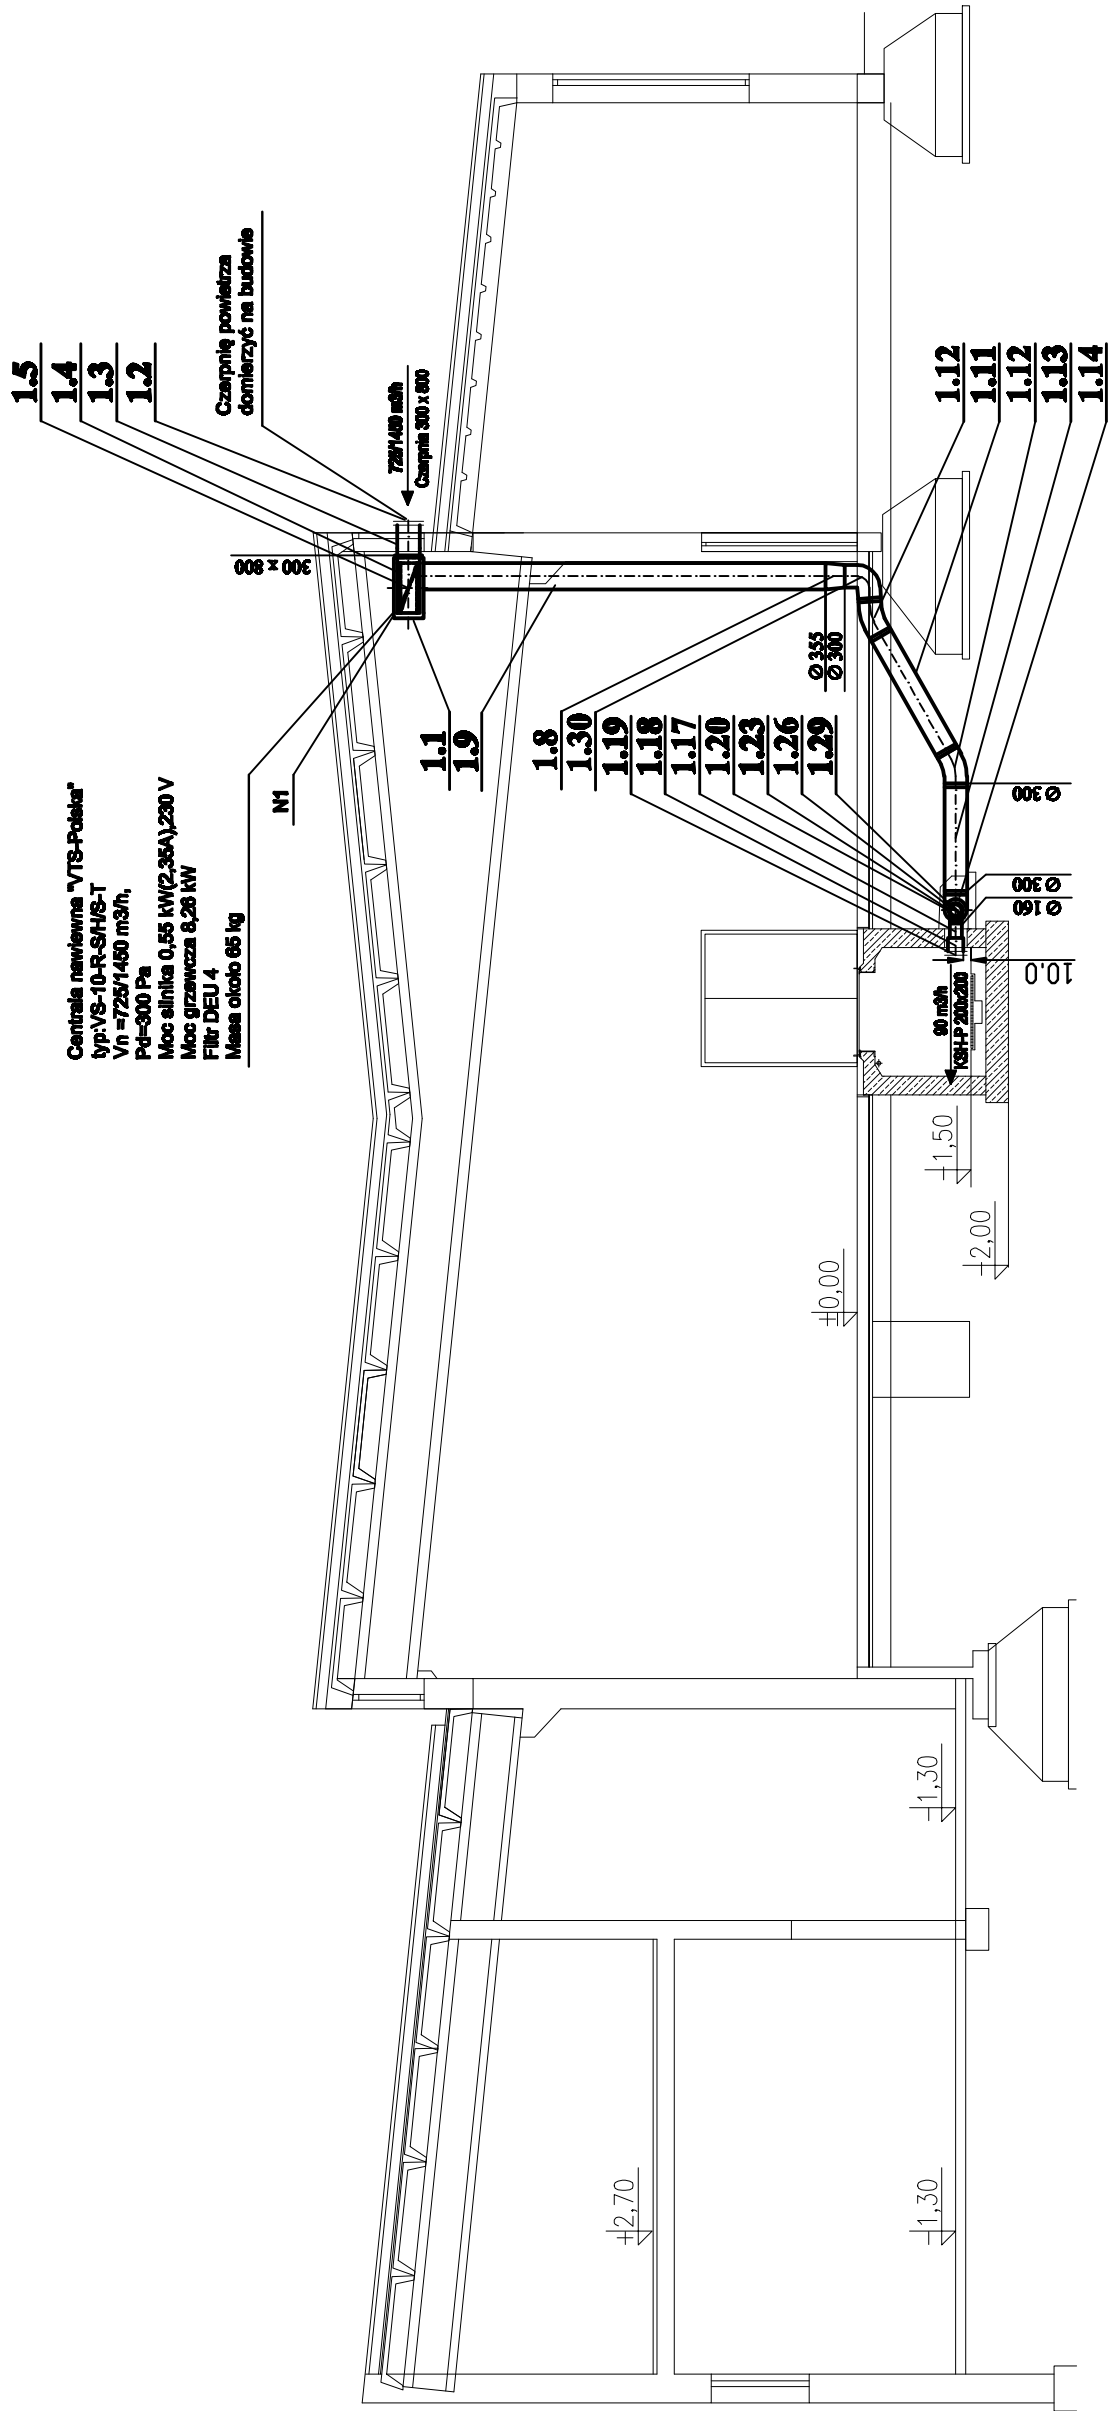 Centrala nawiewna "VTS-Polska"
typ:VS-10-R-S/H/S-T
Vn =725/1450 m3/h,
Pd=300 Pa
Moc silnika 0,55 kW(2,35A),230 V
Moc grzewcza 8,26 kW
Filtr DEU 4
Masa około 65 kg
N1
1.5
1.4
1.3
1.2
Czerpnię powietrza
domierzyć na budowie
725/1450 m3/h
Czerpnia 300 x 800
300 x 800
1.1
1.9
1.8
1.30
1.19
1.18
1.17
1.20
1.23
1.26
1.29
Ø 355
Ø 300
1.12
1.11
1.12
1.13
1.14
Ø 300
Ø 300
Ø 160
10.0
90 m3/h
KSH-P 200x200
-1,50
-2,00
±0,00
-1,30
+2,70
-1,30